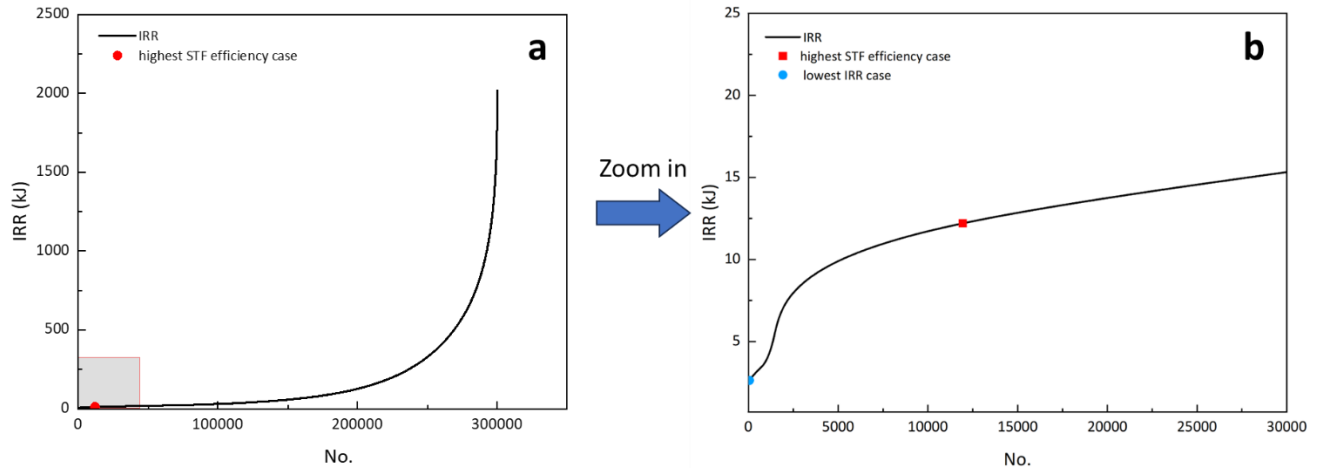 2500
2000
1500
1000
500
0
IRR (kJ)
IRR
highest STF efficiency case
a
0
100000
200000
300000
No.
Zoom in
25
20
15
10
5
IRR (kJ)
IRR
highest STF efficiency case
lowest IRR case
b
0
5000
10000
15000
20000
25000
30000
No.